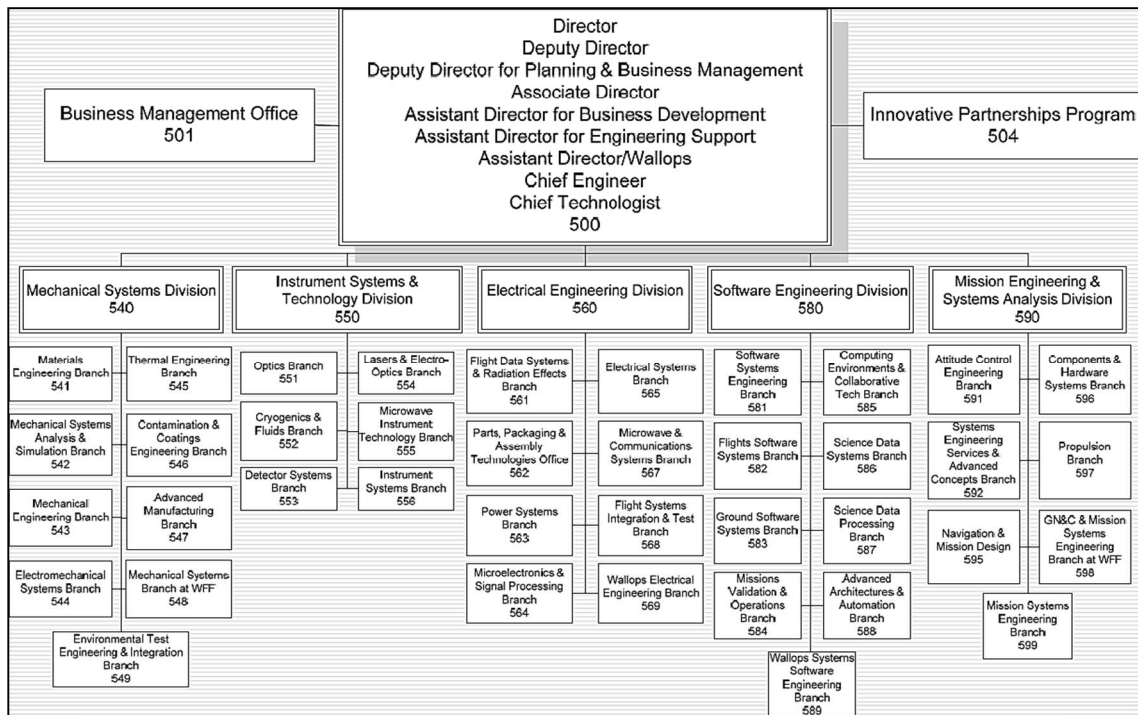 Director
Deputy Director
Deputy Director for Planning & Business Management
Associate Director
Assistant Director for Business Development
Assistant Director for Engineering Support
Assistant Director/Wallops
Chief Engineer
Chief Technologist
500
Business Management Office
501
Innovative Partnerships Program
504
Mechanical Systems Division
540
Instrument Systems &
Technology Division
550
Electrical Engineering Division
560
Software Engineering Division
580
Mission Engineering &
Systems Analysis Division
590
Materials
Engineering Branch
541
Thermal Engineering
Branch
545
Mechanical Systems
Analysis &
Simulation Branch
542
Contamination &
Coatings
Engineering Branch
546
Mechanical
Engineering Branch
543
Advanced
Manufacturing
Branch
547
Electromechanical
Systems Branch
544
Mechanical Systems
Branch at WFF
548
Environmental Test
Engineering & Integration
Branch
549
Optics Branch
551
Lasers & Electro-
Optics Branch
554
Cryogenics &
Fluids Branch
552
Microwave
Instrument
Technology Branch
555
Detector Systems
Branch
553
Instrument
Systems Branch
556
Flight Data Systems
& Radiation Effects
Branch
561
Electrical Systems
Branch
565
Parts, Packaging &
Assembly
Technologies Office
562
Microwave &
Communications
Systems Branch
567
Power Systems
Branch
563
Flight Systems
Integration & Test
Branch
568
Microelectronics &
Signal Processing
Branch
564
Wallops Electrical
Engineering Branch
569
Software
Systems
Engineering
Branch
581
Computing
Environments &
Collaborative
Tech Branch
585
Flights Software
Systems Branch
582
Science Data
Systems Branch
586
Ground Software
Systems Branch
583
Science Data
Processing
Branch
587
Missions
Validation &
Operations
Branch
584
Advanced
Architectures &
Automation
Branch
588
Wallops Systems
Software
Engineering
Branch
589
Attitude Control
Engineering
Branch
591
Components &
Hardware
Systems Branch
596
Systems
Engineering
Services &
Advanced
Concepts Branch
592
Propulsion
Branch
597
Navigation &
Mission Design
595
GN&C & Mission
Systems
Engineering
Branch at WFF
598
Mission Systems
Engineering
Branch
599